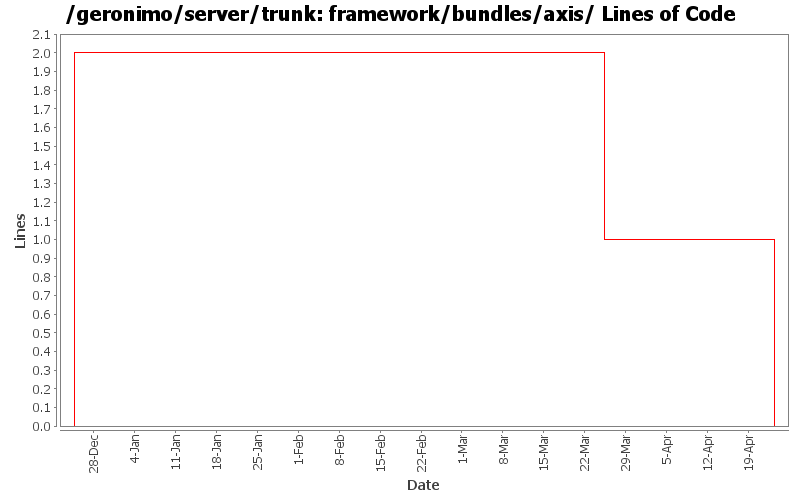 /geronimo/server/trunk: framework/bundles/axis/ Lines of Code
2.1
2.0
1.9
1.8
1.7
1.6
1.5
1.4
1.3
1.2
1.1
1.0
0.9
0.8
0.7
0.6
0.5
0.4
0.3
0.2
0.1
0.0
Lines
28-Dec
4-Jan
11-Jan
18-Jan
25-Jan
1-Feb
8-Feb
15-Feb
22-Feb
1-Mar
8-Mar
15-Mar
22-Mar
29-Mar
5-Apr
12-Apr
19-Apr
Date